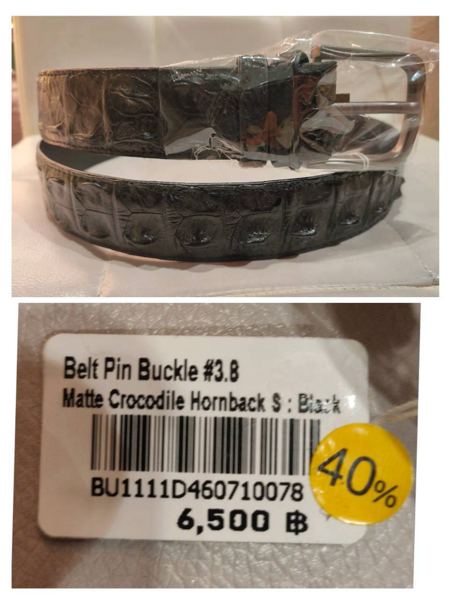 Belt Pin Buckle #3.8
Matte Crocodile Hornback S : Black
BU1111D460710078
40%
6,500 ฿